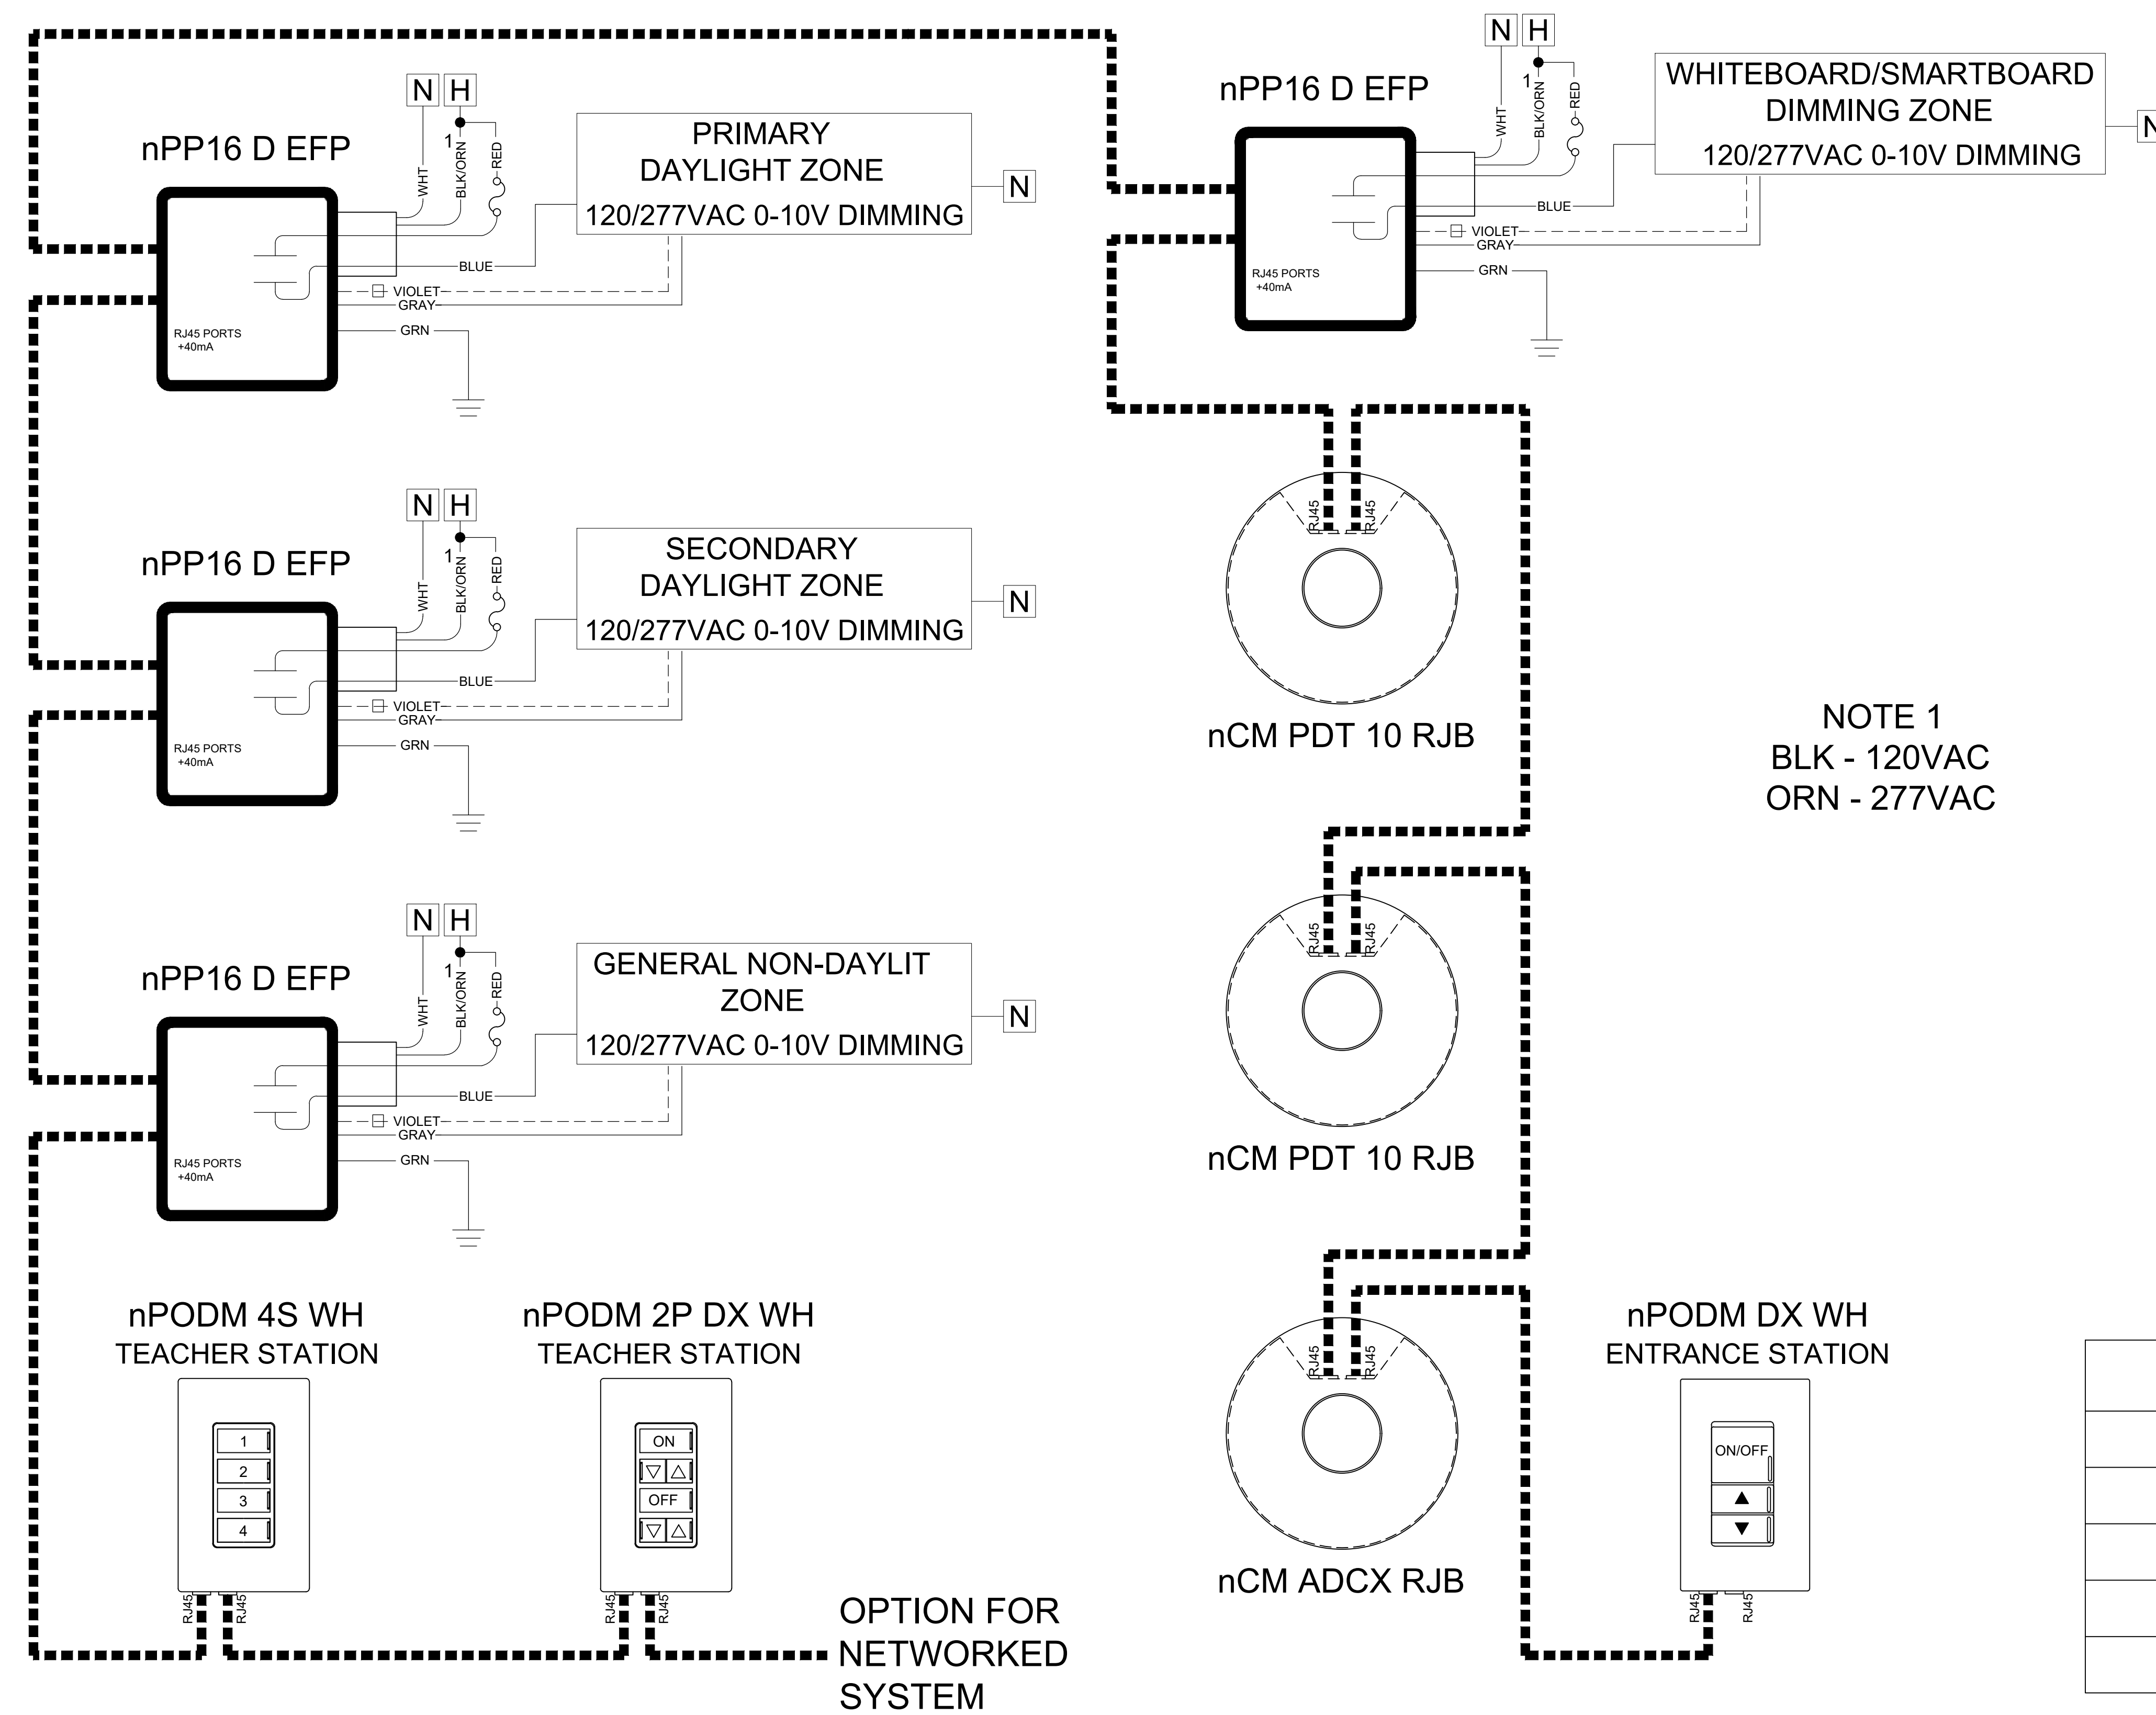 nPP16 D EFP
N H
WHT
1
BLK/ORN
RED
PRIMARY
DAYLIGHT ZONE
120/277VAC 0-10V DIMMING
N
BLUE
VIOLET
GRAY
GRN
RJ45 PORTS
+40mA
nPP16 D EFP
N H
WHT
1
BLK/ORN
RED
SECONDARY
DAYLIGHT ZONE
120/277VAC 0-10V DIMMING
N
BLUE
VIOLET
GRAY
GRN
RJ45 PORTS
+40mA
nPP16 D EFP
N H
WHT
1
BLK/ORN
RED
GENERAL NON-DAYLIT
ZONE
120/277VAC 0-10V DIMMING
N
BLUE
VIOLET
GRAY
GRN
RJ45 PORTS
+40mA
nPODM 4S WH
TEACHER STATION
1
2
3
4
RJ45
RJ45
nPODM 2P DX WH
TEACHER STATION
ON
OFF
RJ45
RJ45
OPTION FOR
NETWORKED
SYSTEM
nPP16 D EFP
N H
WHT
1
BLK/ORN
RED
WHITEBOARD/SMARTBOARD
DIMMING ZONE
120/277VAC 0-10V DIMMING
BLUE
VIOLET
GRAY
GRN
RJ45 PORTS
+40mA
RJ45
RJ45
nCM PDT 10 RJB
RJ45
RJ45
nCM PDT 10 RJB
RJ45
RJ45
nCM ADCX RJB
NOTE 1
BLK - 120VAC
ORN - 277VAC
nPODM DX WH
ENTRANCE STATION
ON/OFF
RJ45
RJ45